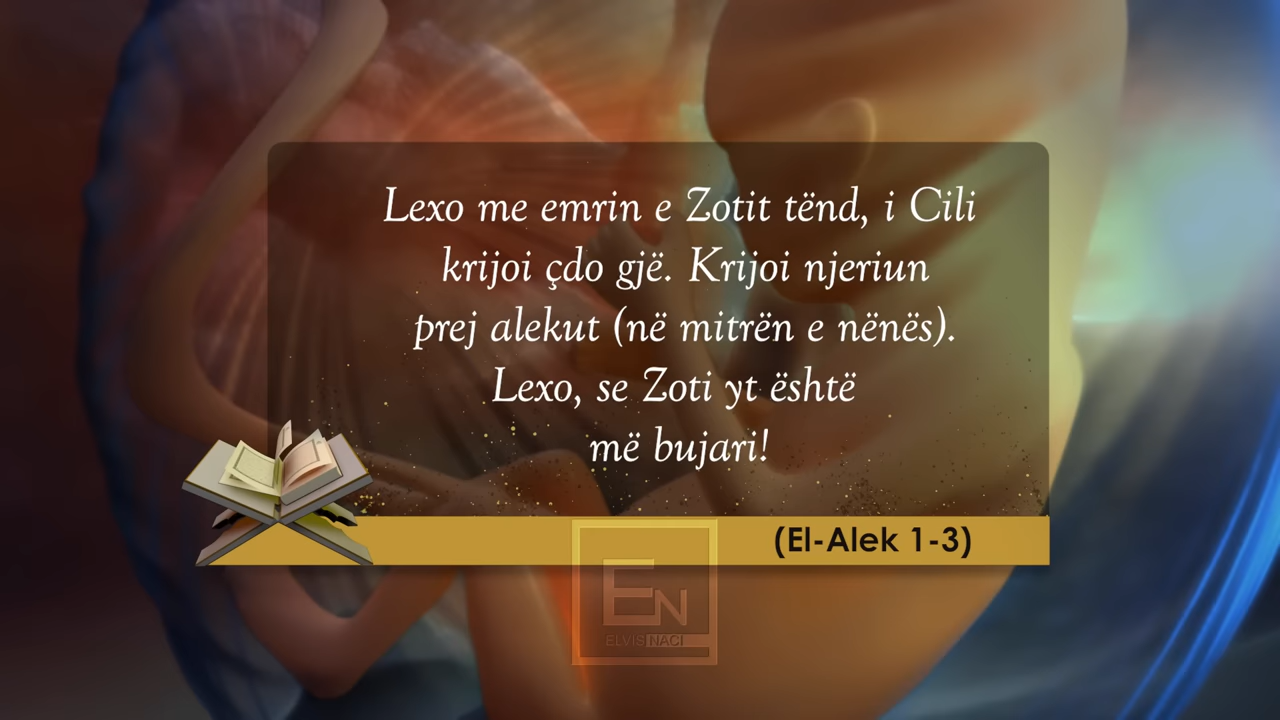 Lexo me emrin e Zotit tënd, i Cili
krijoi çdo gjë. Krijoi njeriun
prej alekut (në mitrën e nënës).
Lexo, se Zoti yt është
më bujari!
(El-Alek 1-3)
EN
ELVIS NACI